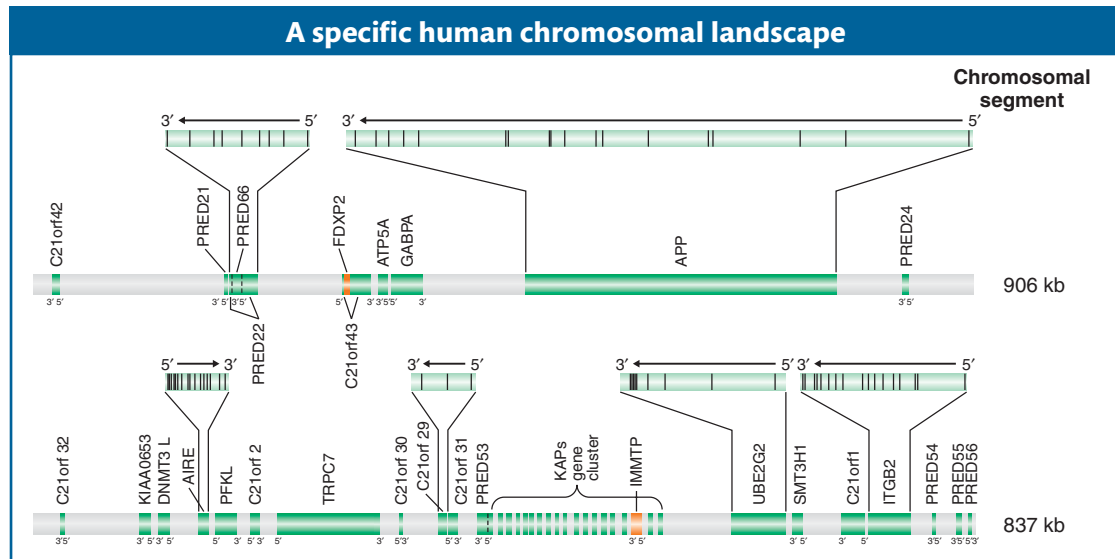 A specific human chromosomal landscape
Chromosomal
segment
3′ 5′ 3′ 5′
C21orf42
PRED21
PRED66
FDXP2
ATP5A
GABPA
APP
PRED24
906 kb
3′ 5′ 3′ 5′ 3′ 5′ 5′ 3′ 3′ 5′ 5′ 3′ 3′ 5′
PRED22
C21orf43
5′ 3′ 3′ 5′ 3′ 5′ 3′ 5′
C21orf 32
KIAA0653
DNMT3 L
AIRE
PFKL
C21orf 2
TRPC7
C21orf 30
C21orf 29
C21orf 31
PRED53
KAPs
gene
cluster
IMMTP
UBE2G2
SMT3H1
C21orf1
ITGB2
PRED54
PRED55
PRED56
837 kb
3′ 5′ 3′ 5′ 3′ 5′ 5′ 3′ 5′ 3′ 5′ 3′ 5′ 3′ 5′ 3′ 3′ 5′ 3′ 5′ 3′ 5′ 3′ 5′ 3′ 5′ 3′ 5′ 3′ 5′